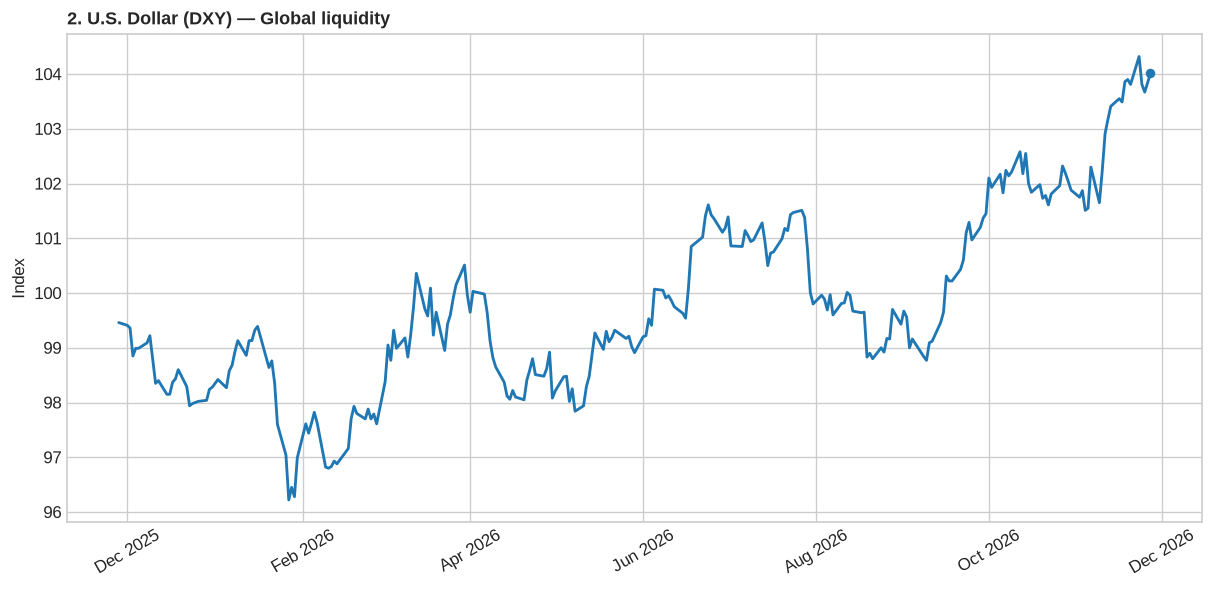 2. U.S. Dollar (DXY) — Global liquidity
104
103
102
101
100
99
98
97
96
Index
Dec 2025
Feb 2026
Apr 2026
Jun 2026
Aug 2026
Oct 2026
Dec 2026